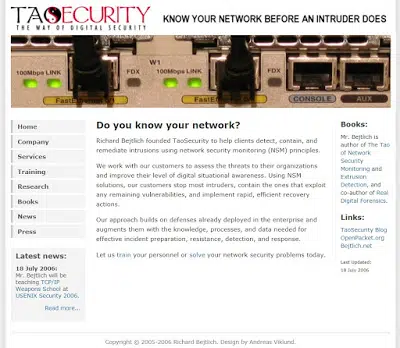 TAOSECURITY
THE WAY OF DIGITAL SECURITY
KNOW YOUR NETWORK BEFORE AN INTRUDER DOES
W1
100Mbps LINK
FDX
100Mbps LINK
FDX
FastEthernet
FastEthernet
CONSOLE
AUX
Home
Company
Services
Training
Research
Books
News
Press
Latest news:
18 July 2006:
Mr. Bejtlich will be
teaching TCP/IP
Weapons School at
USENIX Security 2006.
Read more...
Do you know your network?
Richard Bejtlich founded TaoSecurity to help clients detect, contain, and
remediate intrusions using network security monitoring (NSM) principles.
We work with our customers to assess the threats to their organizations
and improve their level of digital situational awareness. Using NSM
solutions, our customers stop most intruders, contain the ones that exploit
any remaining vulnerabilities, and implement rapid, efficient recovery
actions.
Our approach builds on defenses already deployed in the enterprise and
augments them with the knowledge, processes, and data needed for
effective incident preparation, resistance, detection, and response.
Let us train your personnel or solve your network security problems today.
Books:
Mr. Bejtlich is
author of The Tao of
Network Security
Monitoring and
Extrusion
Detection, and
co-author of Real
Digital Forensics.
Links:
TaoSecurity Blog
OpenPacket.org
Bejtlich.net
Last Updated:
18 July 2006
Copyright © 2005-2006 Richard Bejtlich. Design by Andreas Viklund.